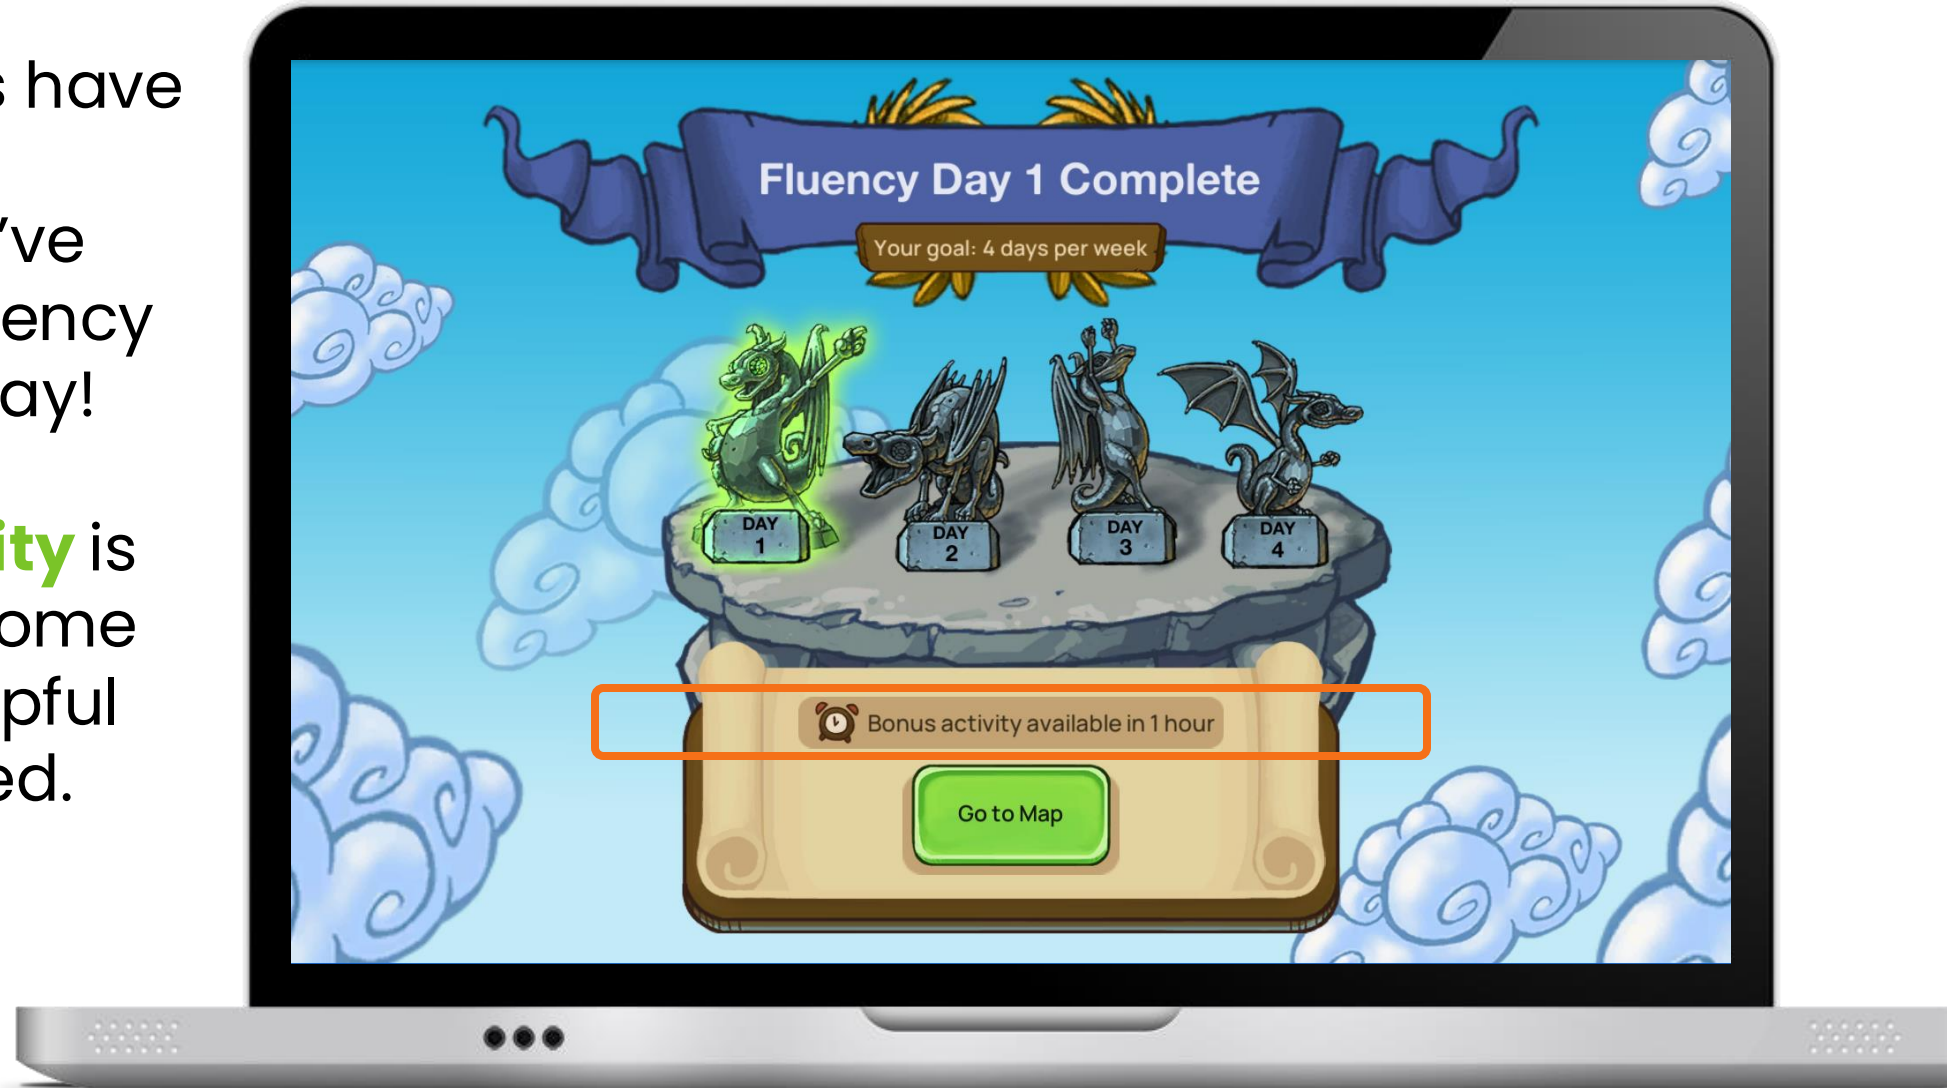 have
've
ency
ay!
ity is
ome
pful
ed.
Fluency Day 1 Complete
Your goal: 4 days per week
DAY
1
DAY
2
DAY
3
DAY
4
Bonus activity available in 1 hour
Go to Map